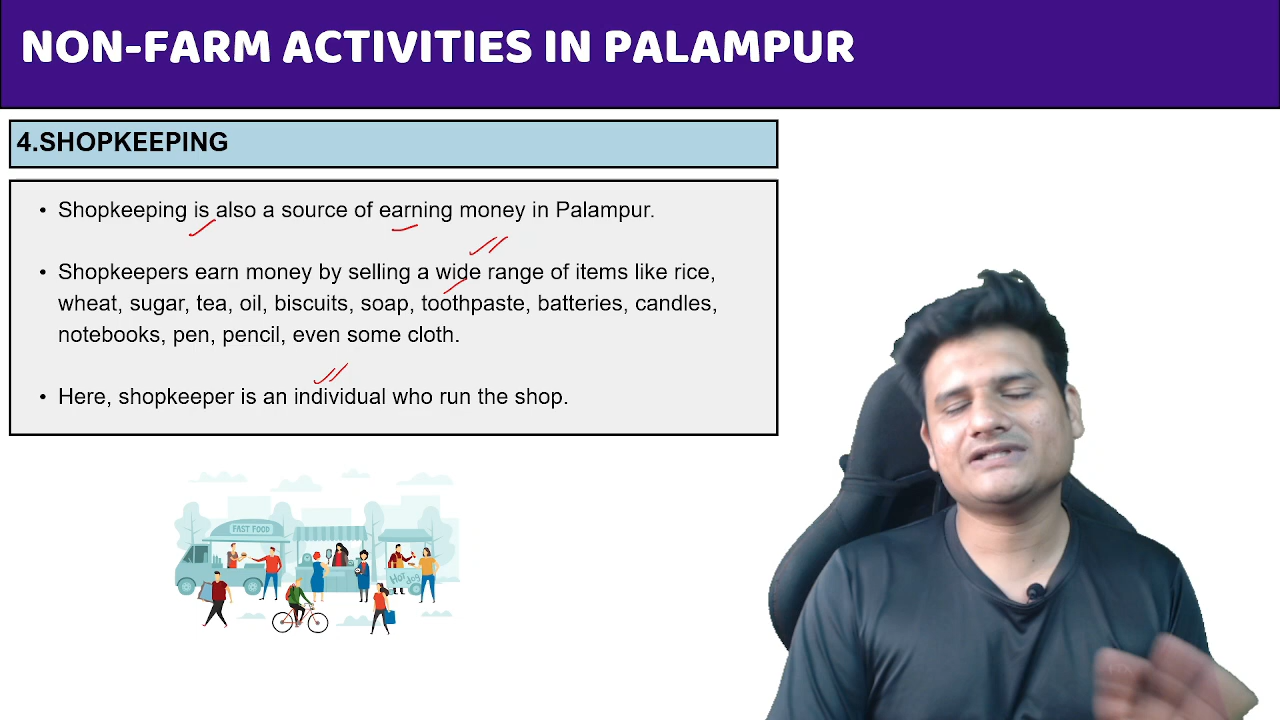 NON-FARM ACTIVITIES IN PALAMPUR
4.SHOPKEEPING
• Shopkeeping is also a source of earning money in Palampur.
• Shopkeepers earn money by selling a wide range of items like rice,
wheat, sugar, tea, oil, biscuits, soap, toothpaste, batteries, candles,
notebooks, pen, pencil, even some cloth.
• Here, shopkeeper is an individual who run the shop.
FAST FOOD
HOT DOG